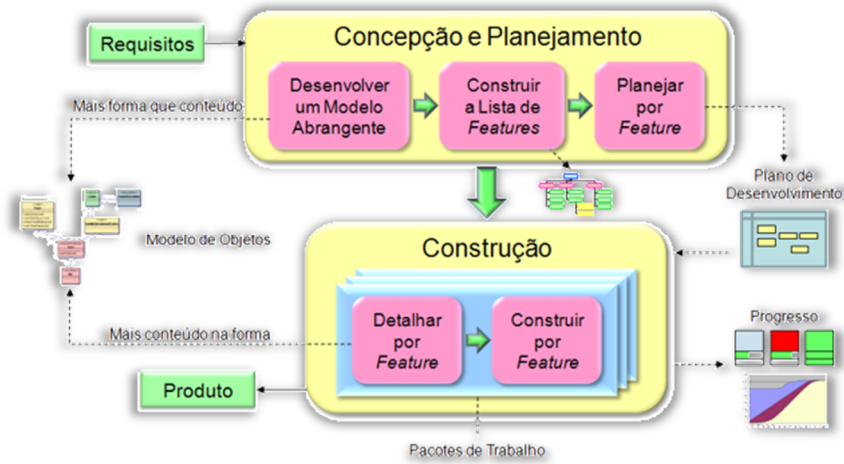 Requisitos
Concepção e Planejamento
Desenvolver
um Modelo
Abrangente
Construir
a Lista de
Features
Planejar
por
Feature
Mais forma que conteúdo
Plano de
Desenvolvimento
Modelo de Objetos
Construção
Detalhar
por
Feature
Construir
por
Feature
Mais conteúdo na forma
Progresso
Produto
Pacotes de Trabalho